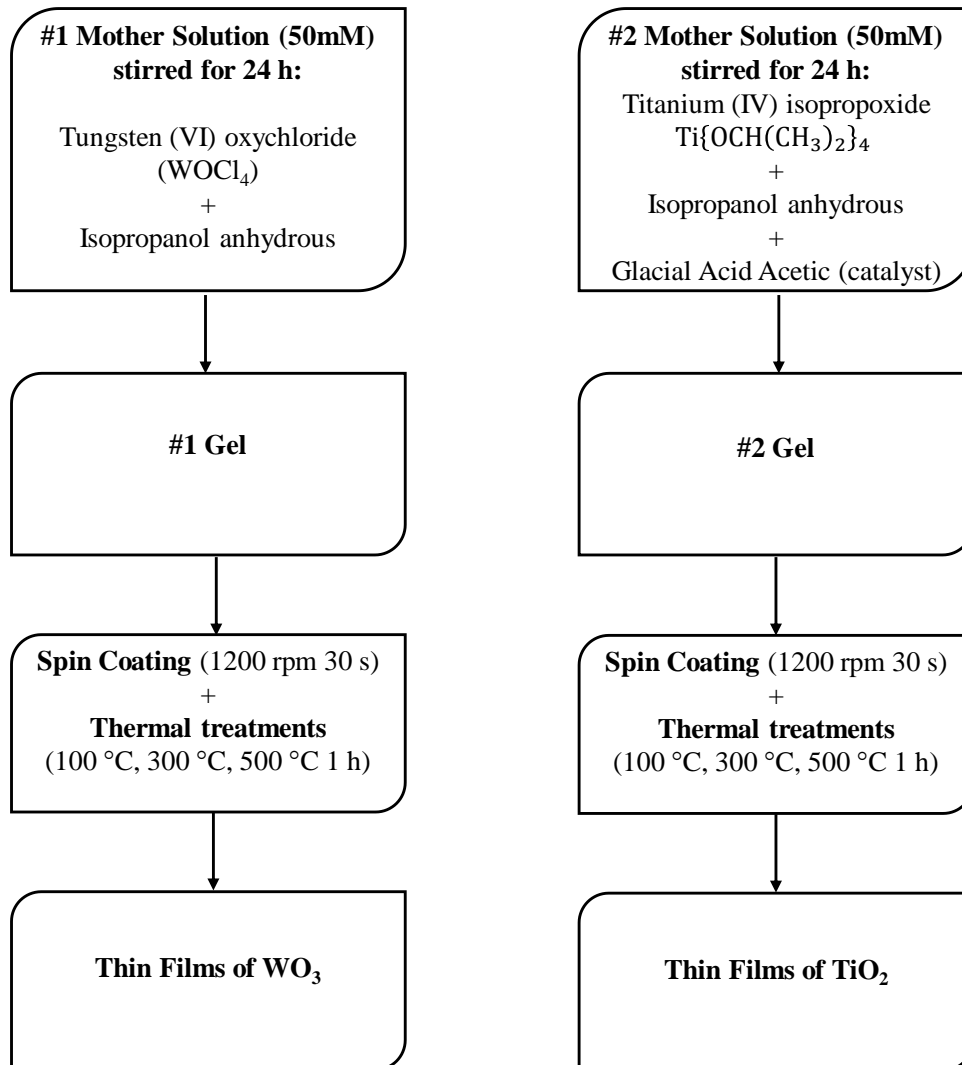 #1 Mother Solution (50mM)
stirred for 24 h:
Tungsten (VI) oxychloride
(WOCl₄)
+
Isopropanol anhydrous
#1 Gel
Spin Coating (1200 rpm 30 s)
+
Thermal treatments
(100 °C, 300 °C, 500 °C 1 h)
Thin Films of WO₃
#2 Mother Solution (50mM)
stirred for 24 h:
Titanium (IV) isopropoxide
Ti{OCH(CH₃)₂}₄
+
Isopropanol anhydrous
+
Glacial Acid Acetic (catalyst)
#2 Gel
Spin Coating (1200 rpm 30 s)
+
Thermal treatments
(100 °C, 300 °C, 500 °C 1 h)
Thin Films of TiO₂